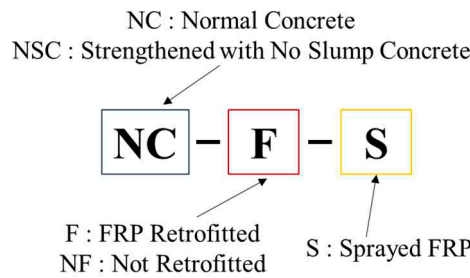 NC : Normal Concrete
NSC : Strengthened with No Slump Concrete
NC – F – S
F : FRP Retrofitted
NF : Not Retrofitted
S : Sprayed FRP